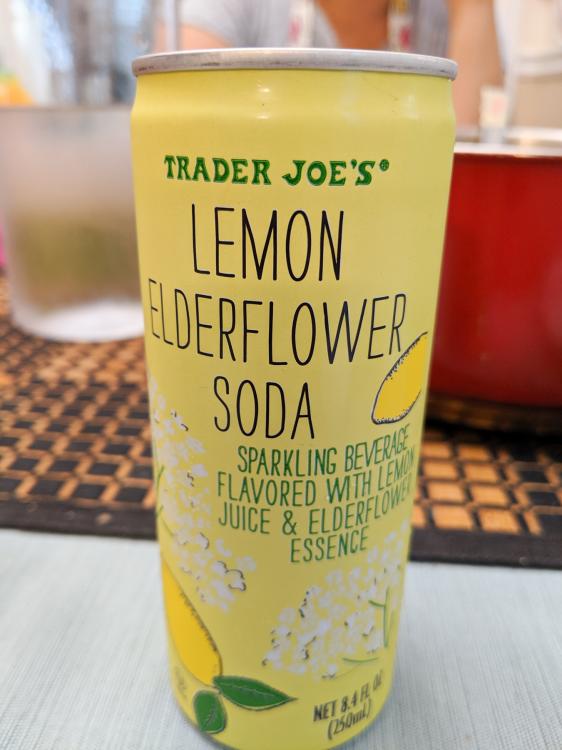 TRADER JOE'S®
LEMON
ELDERFLOWER
SODA
SPARKLING BEVERAGE
FLAVORED WITH LEMON
JUICE & ELDERFLOWER
ESSENCE
NET 8.4 FL OZ
(250mL)